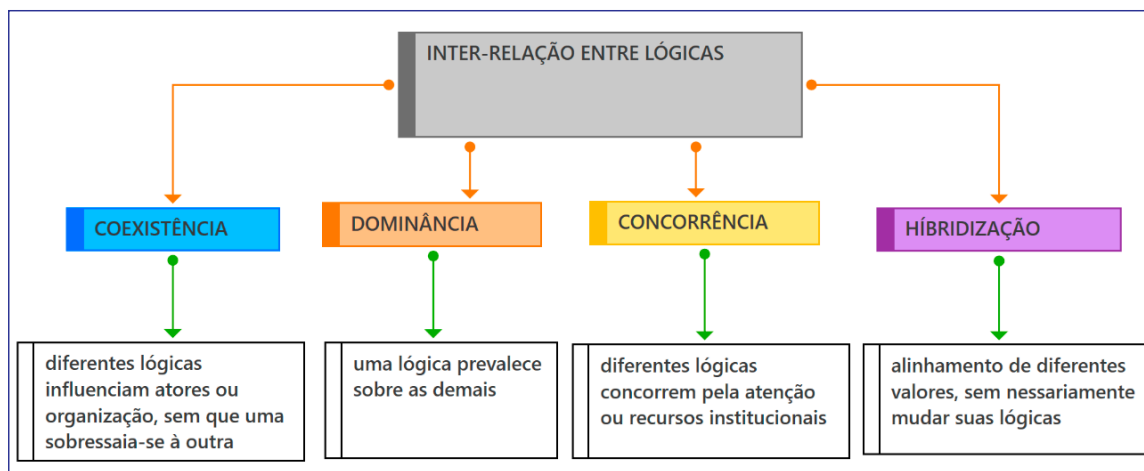 INTER-RELAÇÃO ENTRE LÓGICAS
COEXISTÊNCIA
DOMINÂNCIA
CONCORRÊNCIA
HÍBRIDIZAÇÃO
diferentes lógicas
influenciam atores ou
organização, sem que uma
sobressaia-se à outra
uma lógica prevalece
sobre as demais
diferentes lógicas
concorrem pela atenção
ou recursos institucionais
alinhamento de diferentes
valores, sem nessariamente
mudar suas lógicas